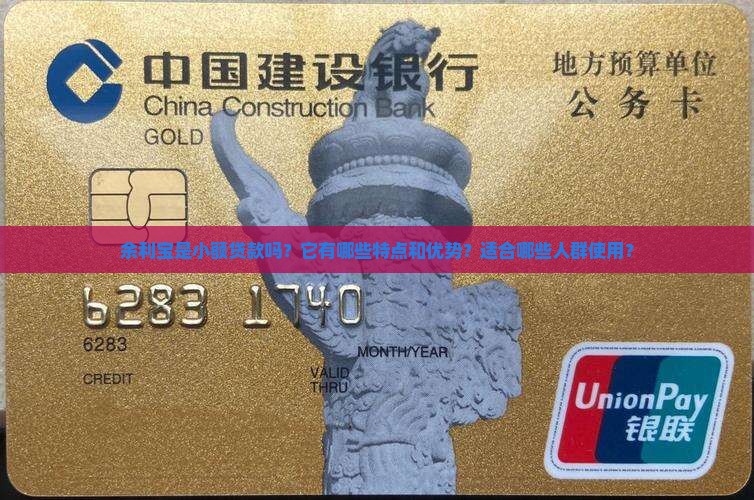 中国建设银行
China Construction Bank
GOLD
地方预算单位
公务卡
余利宝是小额贷款吗？它有哪些特点和优势？适合哪些人群使用？
6283 1740
6283
MONTH/YEAR
CREDIT
VALID
THRU
UnionPay
银联